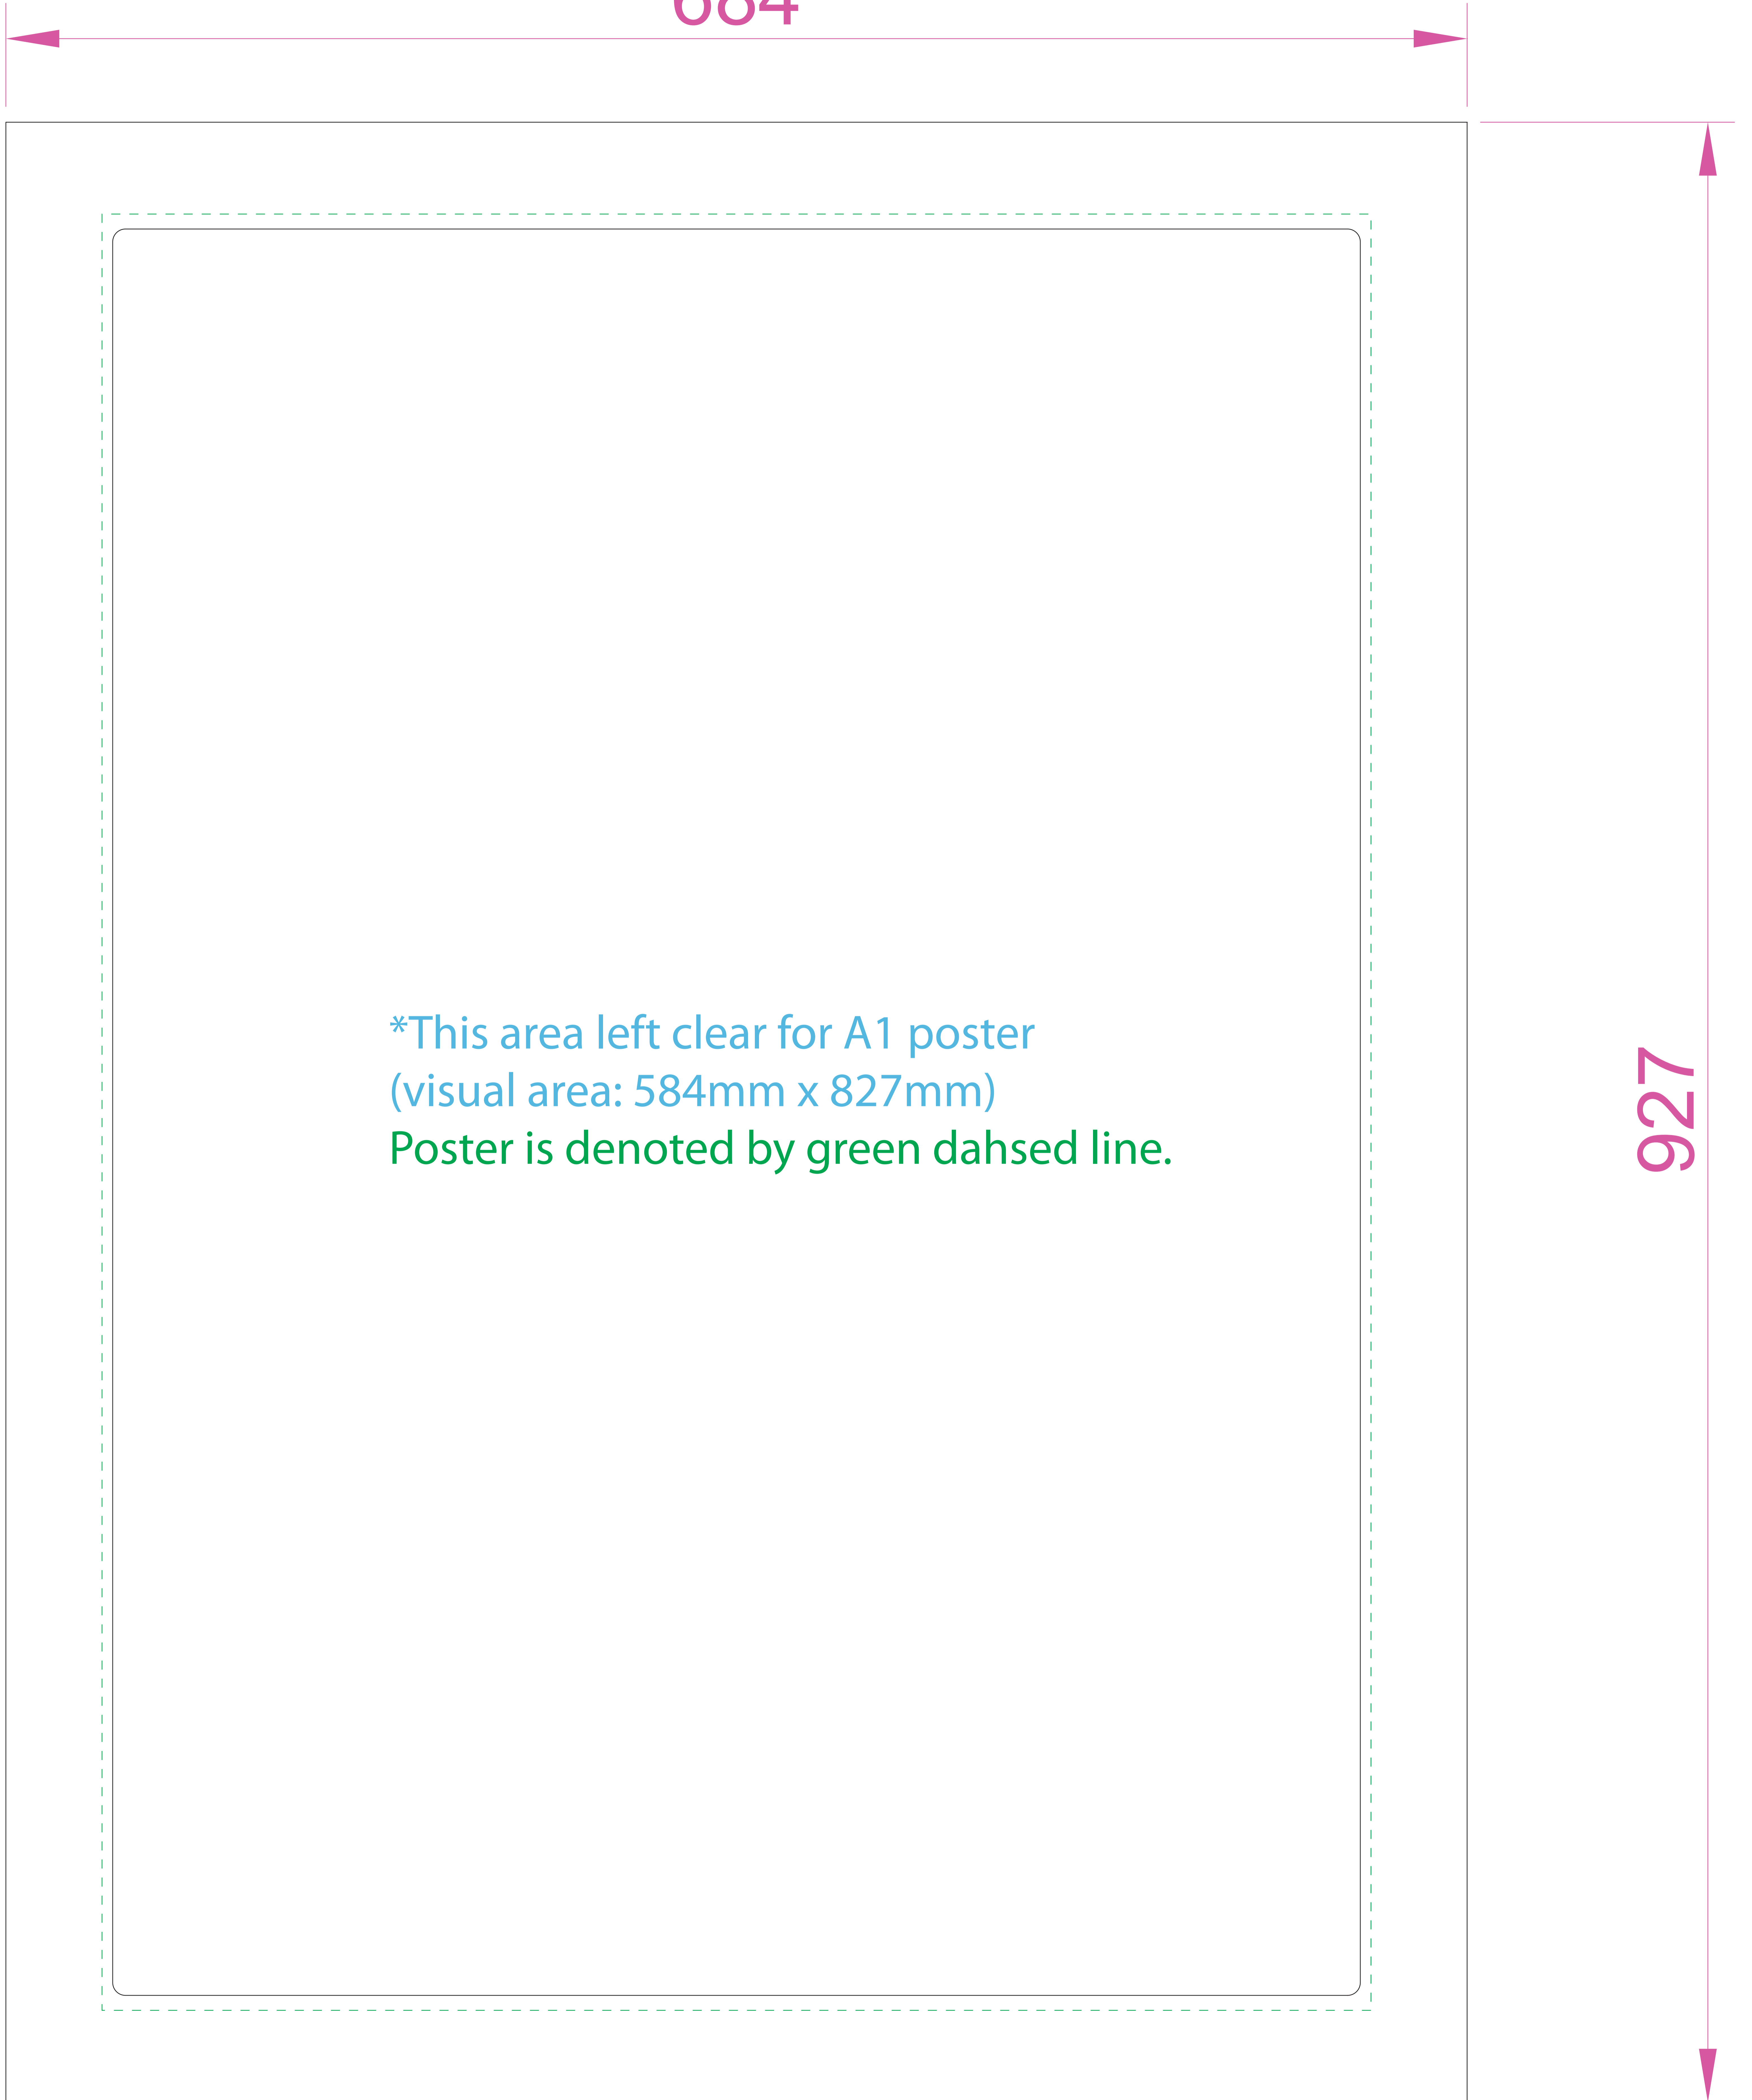 684
*This area left clear for A1 poster
(visual area: 584mm x 827mm)
Poster is denoted by green dahsed line.
927